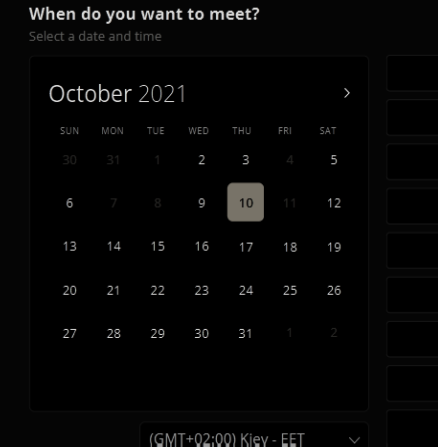 When do you want to meet?
Select a date and time
October 2021
SUN MON TUE WED THU FRI SAT
30 31 1 2 3 4 5
6 7 8 9 10 11 12
13 14 15 16 17 18 19
20 21 22 23 24 25 26
27 28 29 30 31 1 2
(GMT+02:00) Kiev - EET